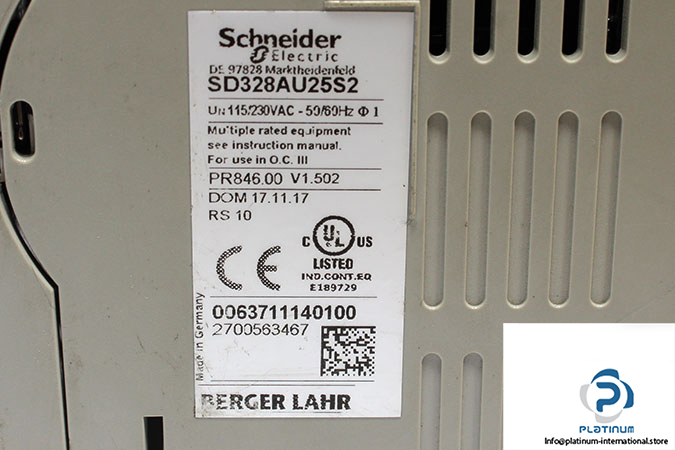 Schneider
Electric
DE 97828 Marktheidenfeld
SD328AU25S2
UN 115/230VAC - 50/60Hz Φ 1
Multiple rated equipment
see instruction manual.
For use in O.C. III
PR846.00 V1.502
DOM 17.11.17
RS 10
C UL US
LISTED
IND.CONT.EQ
E189729
CE
Made in Germany
0063711140100
2700563467
BERGER LAHR
PLATINUM
Info@platinum-international.store